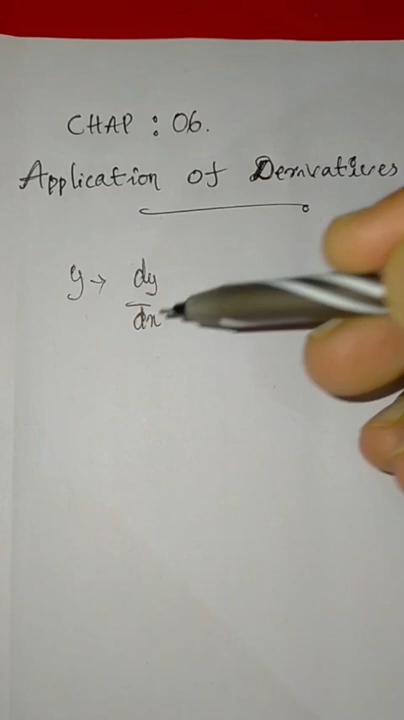 CHAP : 06.
Application of Derivatives
y → dy
dx